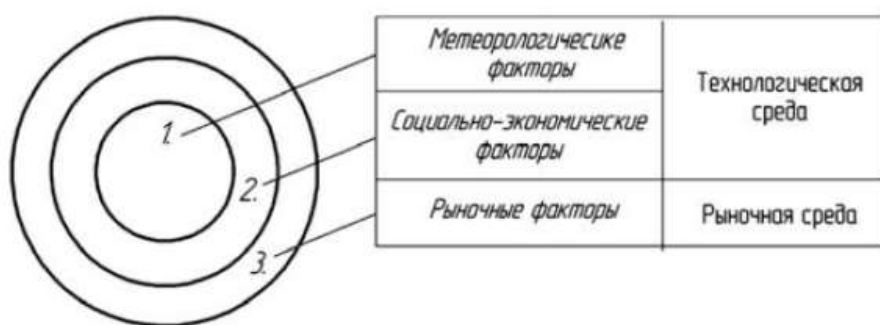 1.
2.
3.
Метеорологичесике
факторы
Социально-экономические
факторы
Рыночные факторы
Технологическая
среда
Рыночная среда